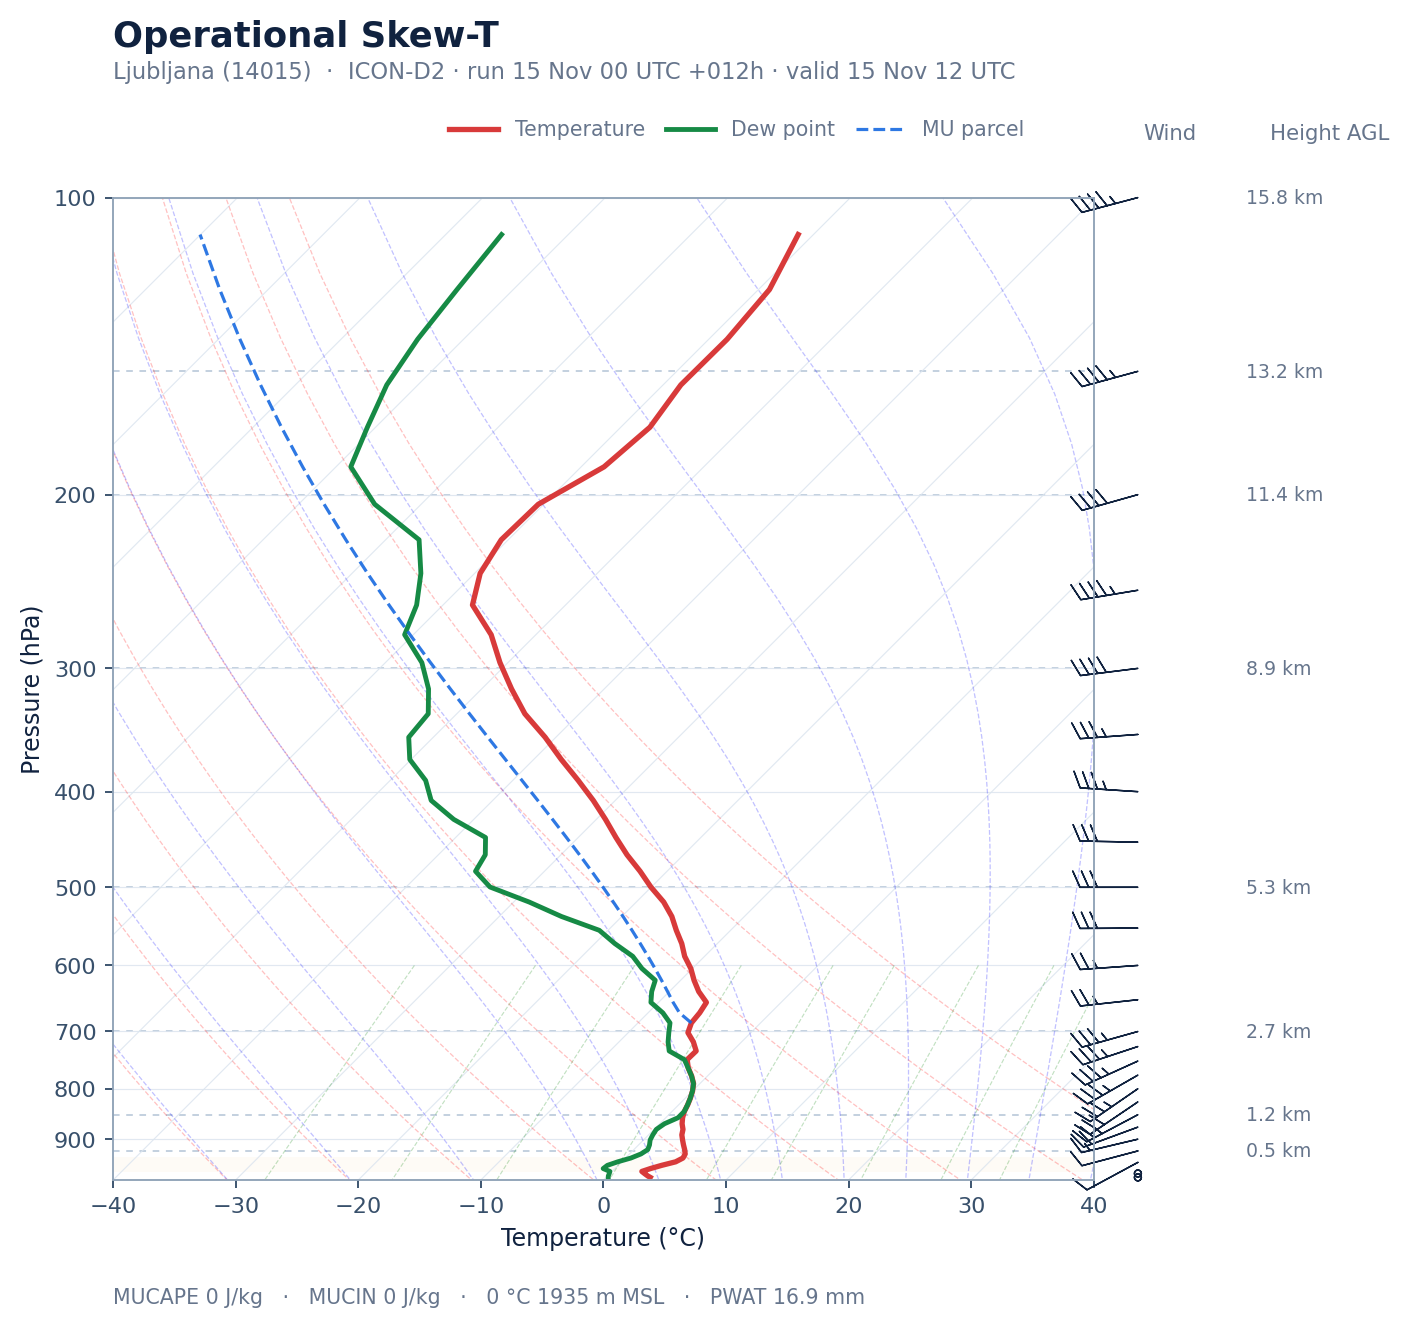 Operational Skew-T
Ljubljana (14015)  ·  ICON-D2 · run 15 Nov 00 UTC +012h · valid 15 Nov 12 UTC
Temperature
Dew point
MU parcel
Wind
Height AGL
100
200
300
400
500
600
700
800
900
Pressure (hPa)
15.8 km
13.2 km
11.4 km
8.9 km
5.3 km
2.7 km
1.2 km
0.5 km
−40
−30
−20
−10
0
10
20
30
40
Temperature (°C)
MUCAPE 0 J/kg   ·   MUCIN 0 J/kg   ·   0 °C 1935 m MSL   ·   PWAT 16.9 mm